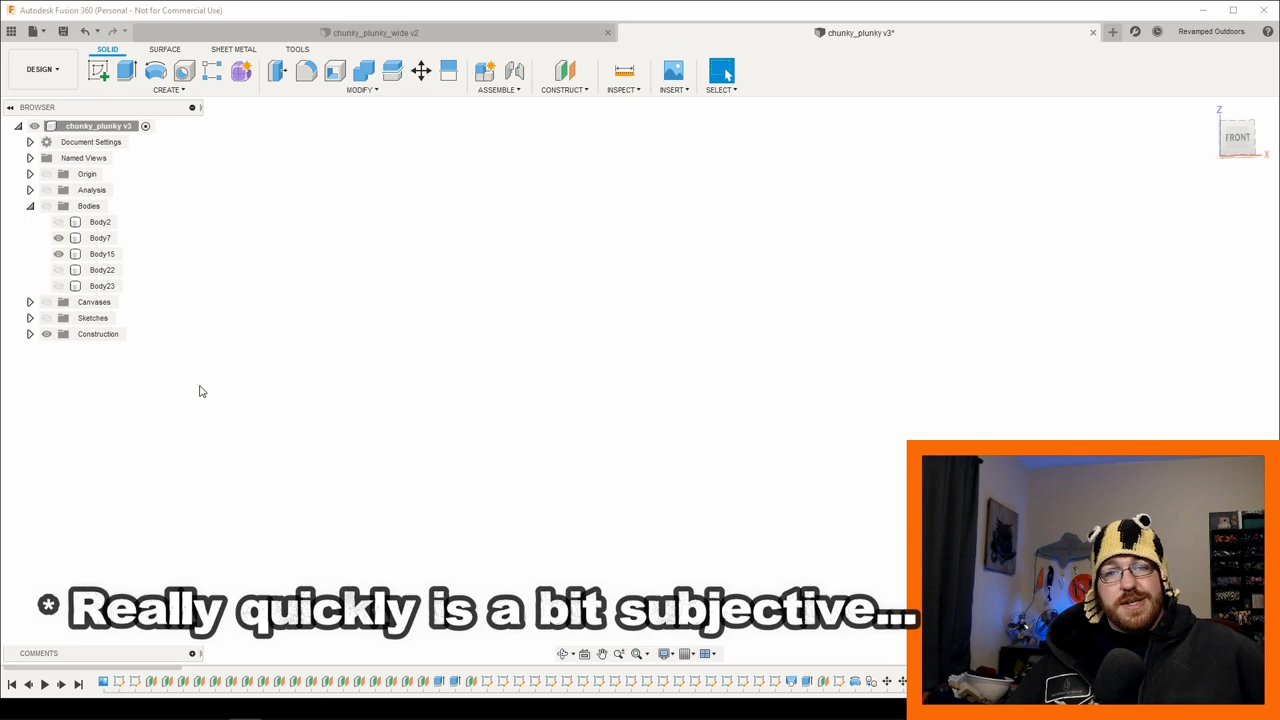 Autodesk Fusion 360 (Personal - Not for Commercial Use)
chunky_plunky_wide v2
chunky_plunky v3*
Revamped Outdoors
DESIGN
SOLID
SURFACE
SHEET METAL
TOOLS
CREATE
MODIFY
ASSEMBLE
CONSTRUCT
INSPECT
INSERT
SELECT
BROWSER
chunky_plunky v3
Document Settings
Named Views
Origin
Analysis
Bodies
Body2
Body7
Body15
Body22
Body23
Canvases
Sketches
Construction
Z
FRONT
X
* Really quickly is a bit subjective...
COMMENTS